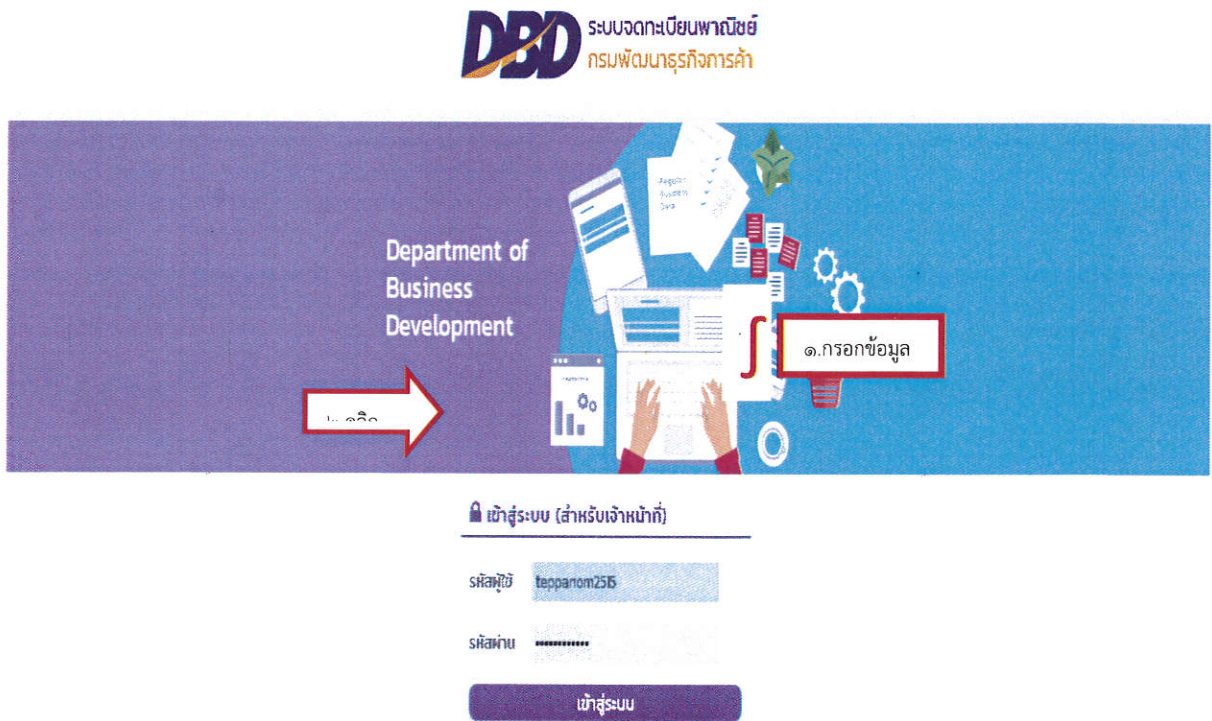 DBD
ระบบจดทะเบียนพาณิชย์
กรมพัฒนาธุรกิจการค้า
Register
Business
Data
Department of
Business
Development
๑.กรอกข้อมูล
เข้าสู่ระบบ (สำหรับเจ้าหน้าที่)
รหัสผู้ใช้ teppanom2515
รหัสผ่าน ••••••••••••
เข้าสู่ระบบ